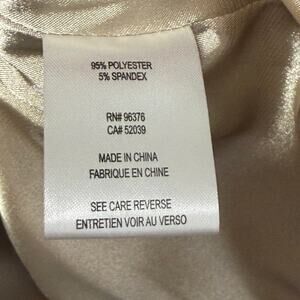 95% POLYESTER
5% SPANDEX
RN# 96376
CA# 52039
MADE IN CHINA
FABRIQUE EN CHINE
SEE CARE REVERSE
ENTRETIEN VOIR AU VERSO